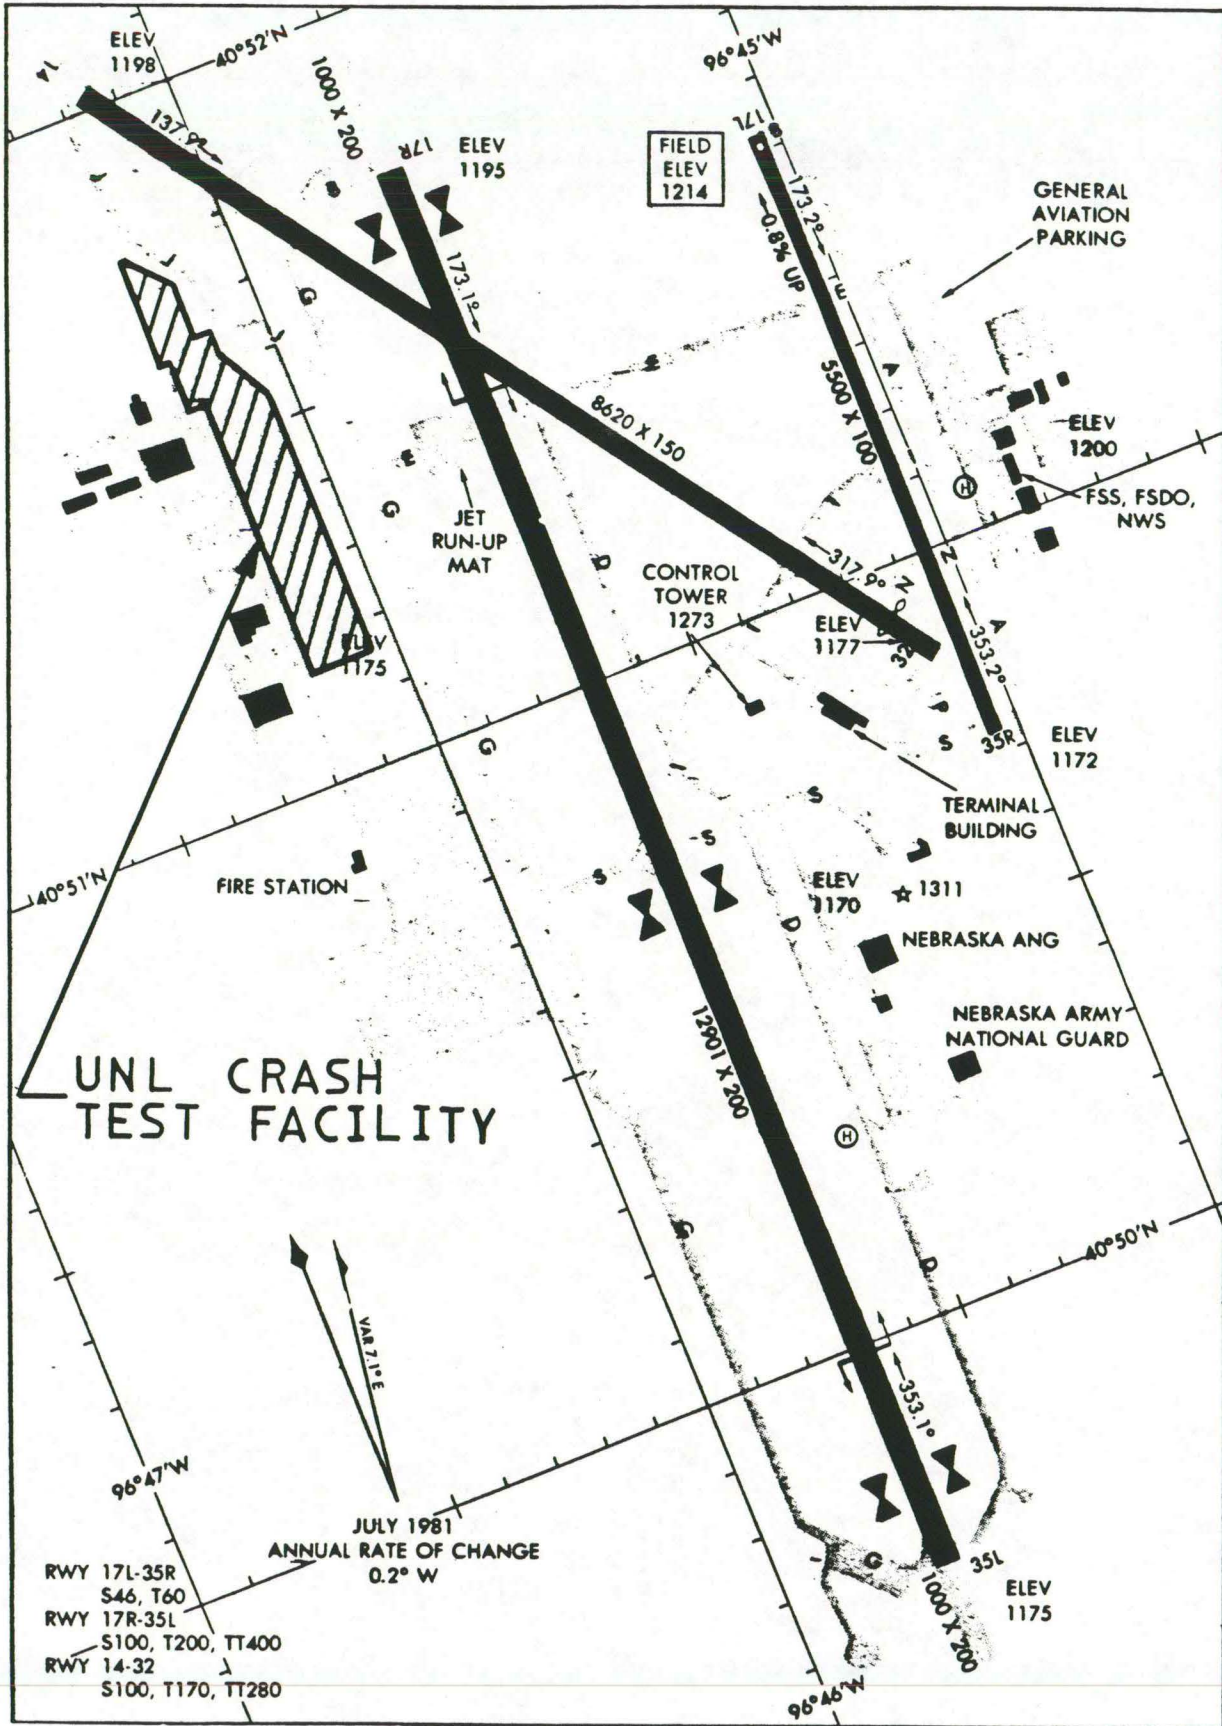 ELEV
1198
40°52'N
96°45'W
14
137.9°
1000 X 200
17R
ELEV
1195
FIELD
ELEV
1214
17L
B
173.2°
0.8% UP
GENERAL
AVIATION
PARKING
B
173.1°
E
J
G
J
W
A
8620 X 150
5500 X 100
ELEV
1200
E
G
JET
RUN-UP
MAT
H
FSS, FSDO,
NWS
D
CONTROL
TOWER
1273
317.9°
Z
Z
ELEV
1177
32
A
353.2°
ELEV
1175
P
S
35R
ELEV
1172
G
J
S
TERMINAL
BUILDING
40°51'N
FIRE STATION
S
S
ELEV
1170
1311
D
NEBRASKA ANG
12901 X 200
NEBRASKA ARMY
NATIONAL GUARD
UNL CRASH
TEST FACILITY
H
G
D
40°50'N
VAR 7.1° E
353.1°
96°47'W
JULY 1981
ANNUAL RATE OF CHANGE
0.2° W
G
35L
ELEV
1175
1000 X 200
RWY 17L-35R
S46, T60
RWY 17R-35L
S100, T200, TT400
RWY 14-32
S100, T170, TT280
96°46'W